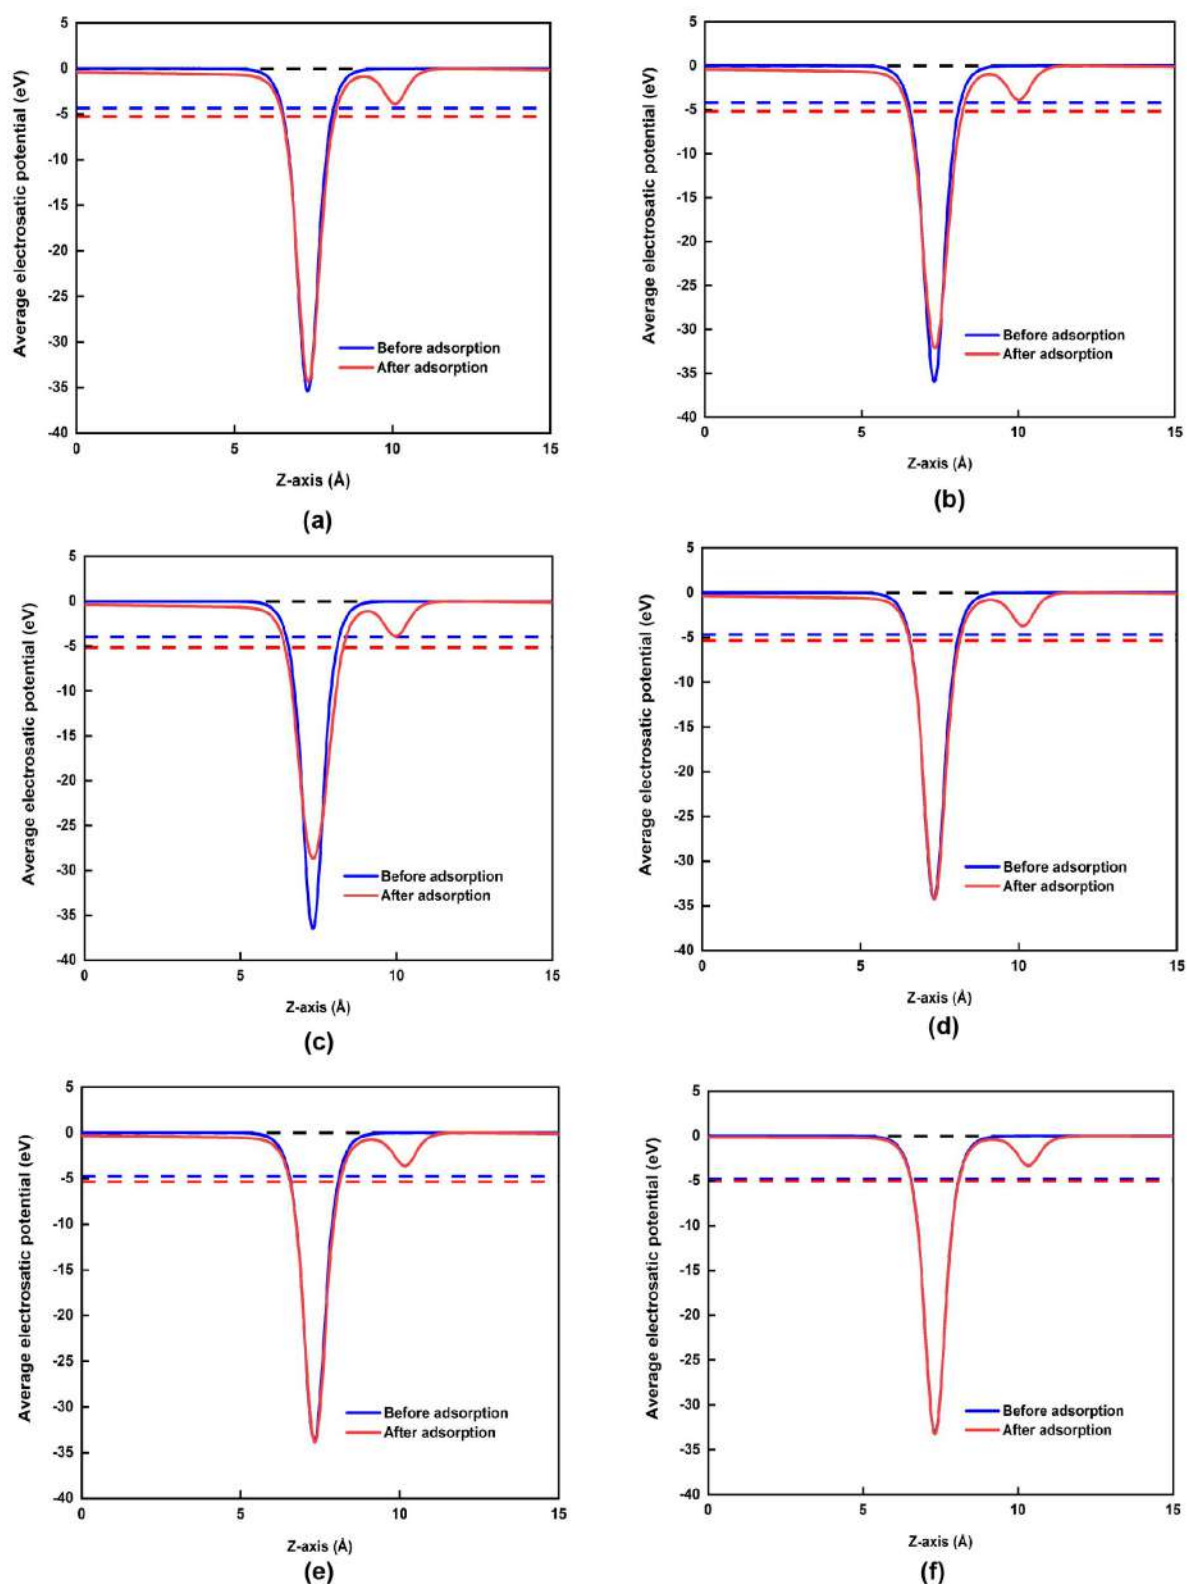 5
0
-5
-10
-15
-20
-25
-30
-35
-40
Average electrosatic potential (eV)
Before adsorption
After adsorption
0 5 10 15
Z-axis (Å)
(a)
5
0
-5
-10
-15
-20
-25
-30
-35
-40
Average electrosatic potential (eV)
Before adsorption
After adsorption
0 5 10 15
Z-axis (Å)
(b)
5
0
-5
-10
-15
-20
-25
-30
-35
-40
Average electrosatic potential (eV)
Before adsorption
After adsorption
0 5 10 15
Z-axis (Å)
(c)
5
0
-5
-10
-15
-20
-25
-30
-35
-40
Average electrosatic potential (eV)
Before adsorption
After adsorption
0 5 10 15
Z-axis (Å)
(d)
5
0
-5
-10
-15
-20
-25
-30
-35
-40
Average electrosatic potential (eV)
Before adsorption
After adsorption
0 5 10 15
Z-axis (Å)
(e)
5
0
-5
-10
-15
-20
-25
-30
-35
-40
Average electrosatic potential (eV)
Before adsorption
After adsorption
0 5 10 15
Z-axis (Å)
(f)